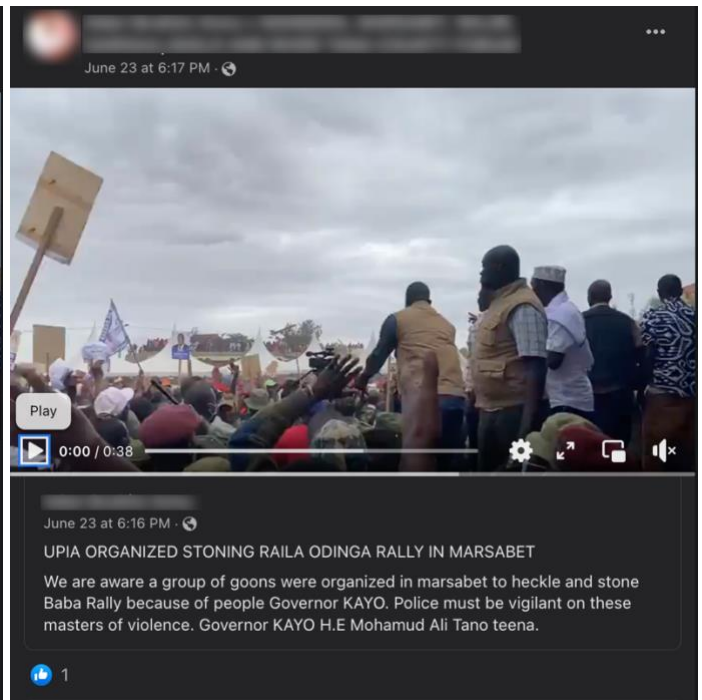 June 23 at 6:17 PM ·
Play
0:00 / 0:38
June 23 at 6:16 PM ·
UPIA ORGANIZED STONING RAILA ODINGA RALLY IN MARSABET
We are aware a group of goons were organized in marsabet to heckle and stone
Baba Rally because of people Governor KAYO. Police must be vigilant on these
masters of violence. Governor KAYO H.E Mohamud Ali Tano teena.
1